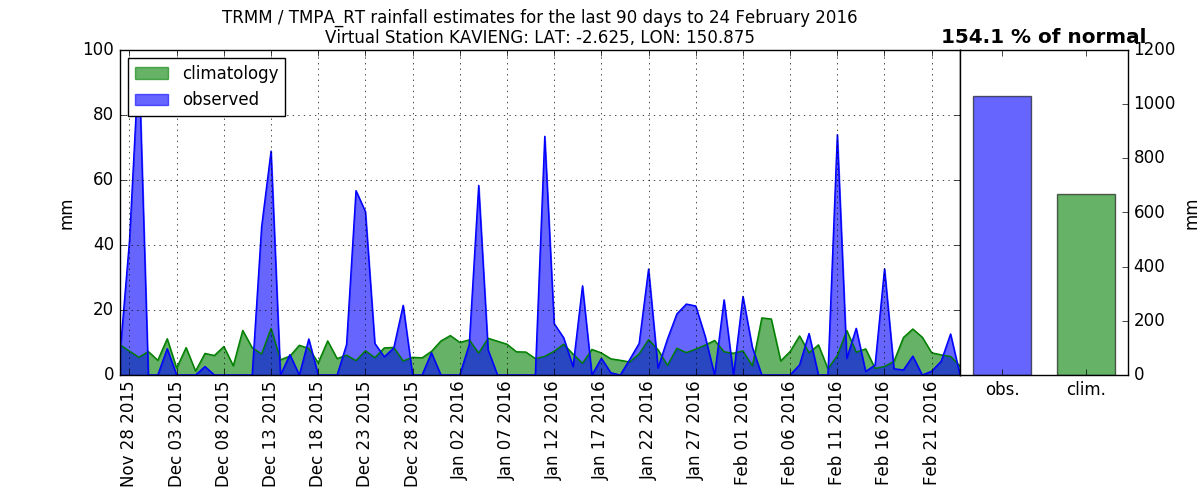 TRMM / TMPA_RT rainfall estimates for the last 90 days to 24 February 2016
Virtual Station KAVIENG: LAT: -2.625, LON: 150.875
154.1 % of normal
climatology
observed
100
80
60
40
20
0
mm
1200
1000
800
600
400
200
0
mm
obs.
clim.
Nov 28 2015
Dec 03 2015
Dec 08 2015
Dec 13 2015
Dec 18 2015
Dec 23 2015
Dec 28 2015
Jan 02 2016
Jan 07 2016
Jan 12 2016
Jan 17 2016
Jan 22 2016
Jan 27 2016
Feb 01 2016
Feb 06 2016
Feb 11 2016
Feb 16 2016
Feb 21 2016